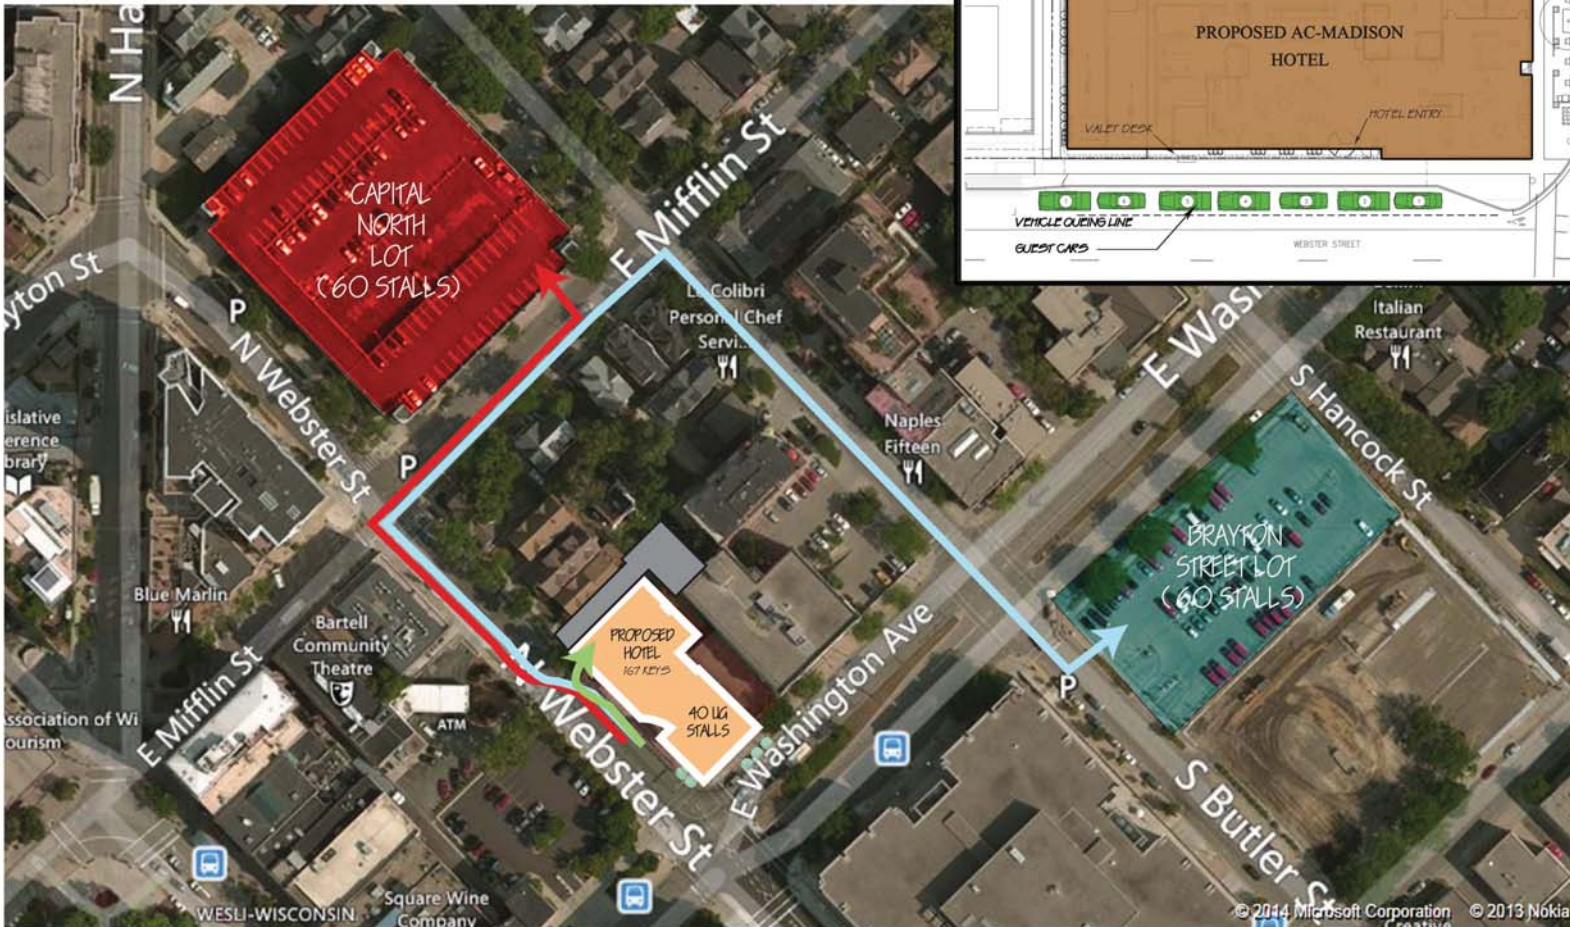 N Ha
PROPOSED AC-MADISON
HOTEL
HOTEL ENTRY
VALET DESK
VEHICLE QUEING LINE
GUEST CARS
WEBSTER STREET
CAPITAL
NORTH
LOT
(60 STALLS)
E Mifflin St
yton St
P
N Webster St
Colibri
Personal Chef
Servi...
E Wash
Italian
Restaurant
S Hancock St
islative
erence
brary
P
Naples
Fifteen
BRAYTON
STREET LOT
(60 STALLS)
Blue Marlin
Bartell
Community
Theatre
PROPOSED
HOTEL
167 KEYS
40 UG
STALLS
E Washington Ave
P
ssociation of Wi
ourism
E Mifflin St
ATM
N Webster St
S Butler St
WESLI-WISCONSIN
Square Wine
Company
© 2014 Microsoft Corporation © 2013 Nokia
Creative